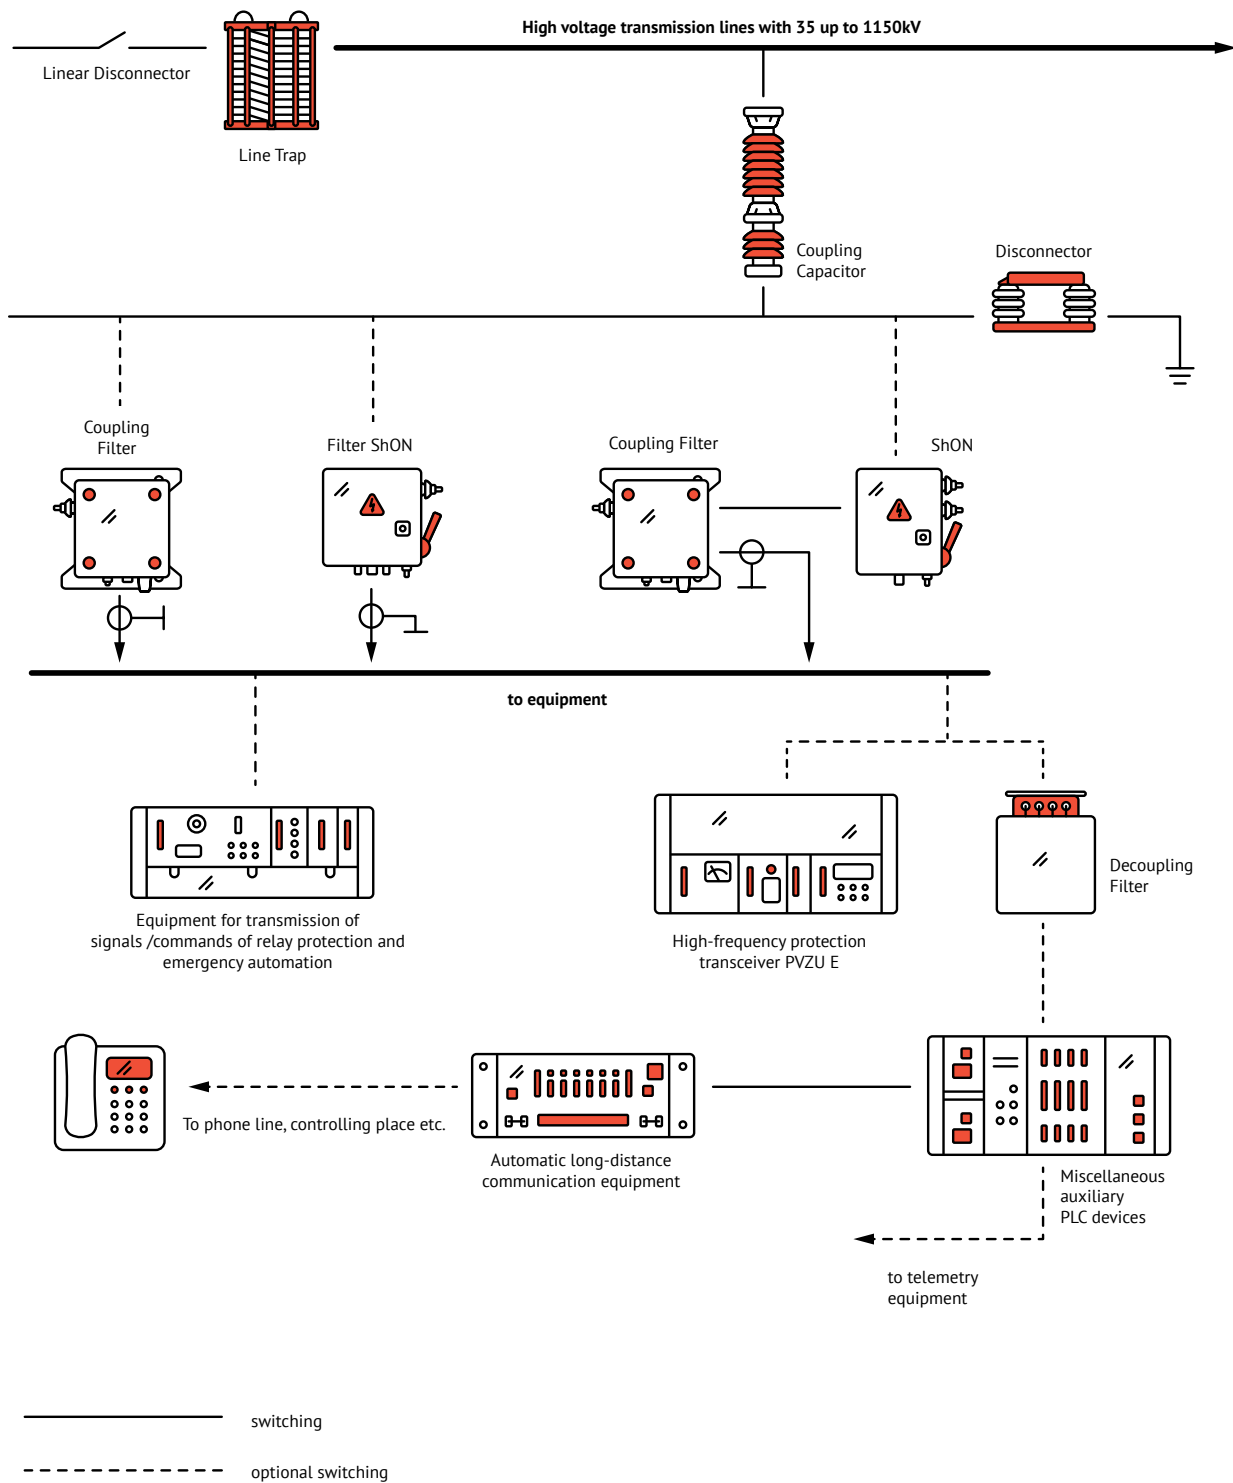 High voltage transmission lines with 35 up to 1150kV
Linear Disconnector
Line Trap
Coupling
Capacitor
Disconnector
Coupling
Filter
Filter ShON
Coupling Filter
ShON
to equipment
Equipment for transmission of
signals /commands of relay protection and
emergency automation
High-frequency protection
transceiver PVZU E
Decoupling
Filter
To phone line, controlling place etc.
Automatic long-distance
communication equipment
Miscellaneous
auxiliary
PLC devices
to telemetry
equipment
switching
optional switching